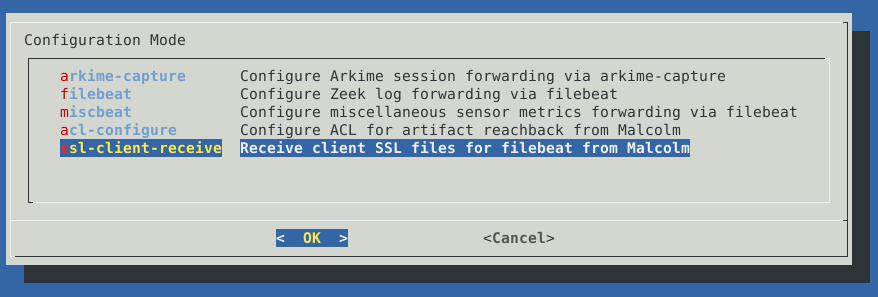 Configuration Mode
arkime-capture Configure Arkime session forwarding via arkime-capture
filebeat Configure Zeek log forwarding via filebeat
miscbeat Configure miscellaneous sensor metrics forwarding via filebeat
acl-configure Configure ACL for artifact reachback from Malcolm
ssl-client-receive Receive client SSL files for filebeat from Malcolm
< OK > <Cancel>